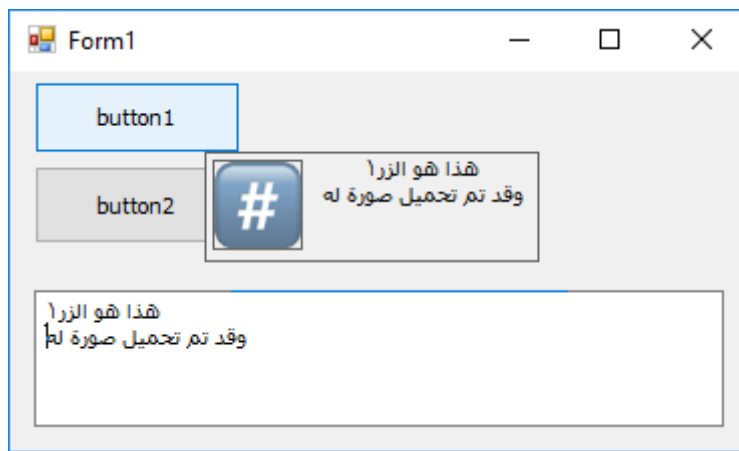 Form1
button1
button2
#
هذا هو الزر١
وقد تم تحميل صورة له
هذا هو الزر١
وقد تم تحميل صورة له